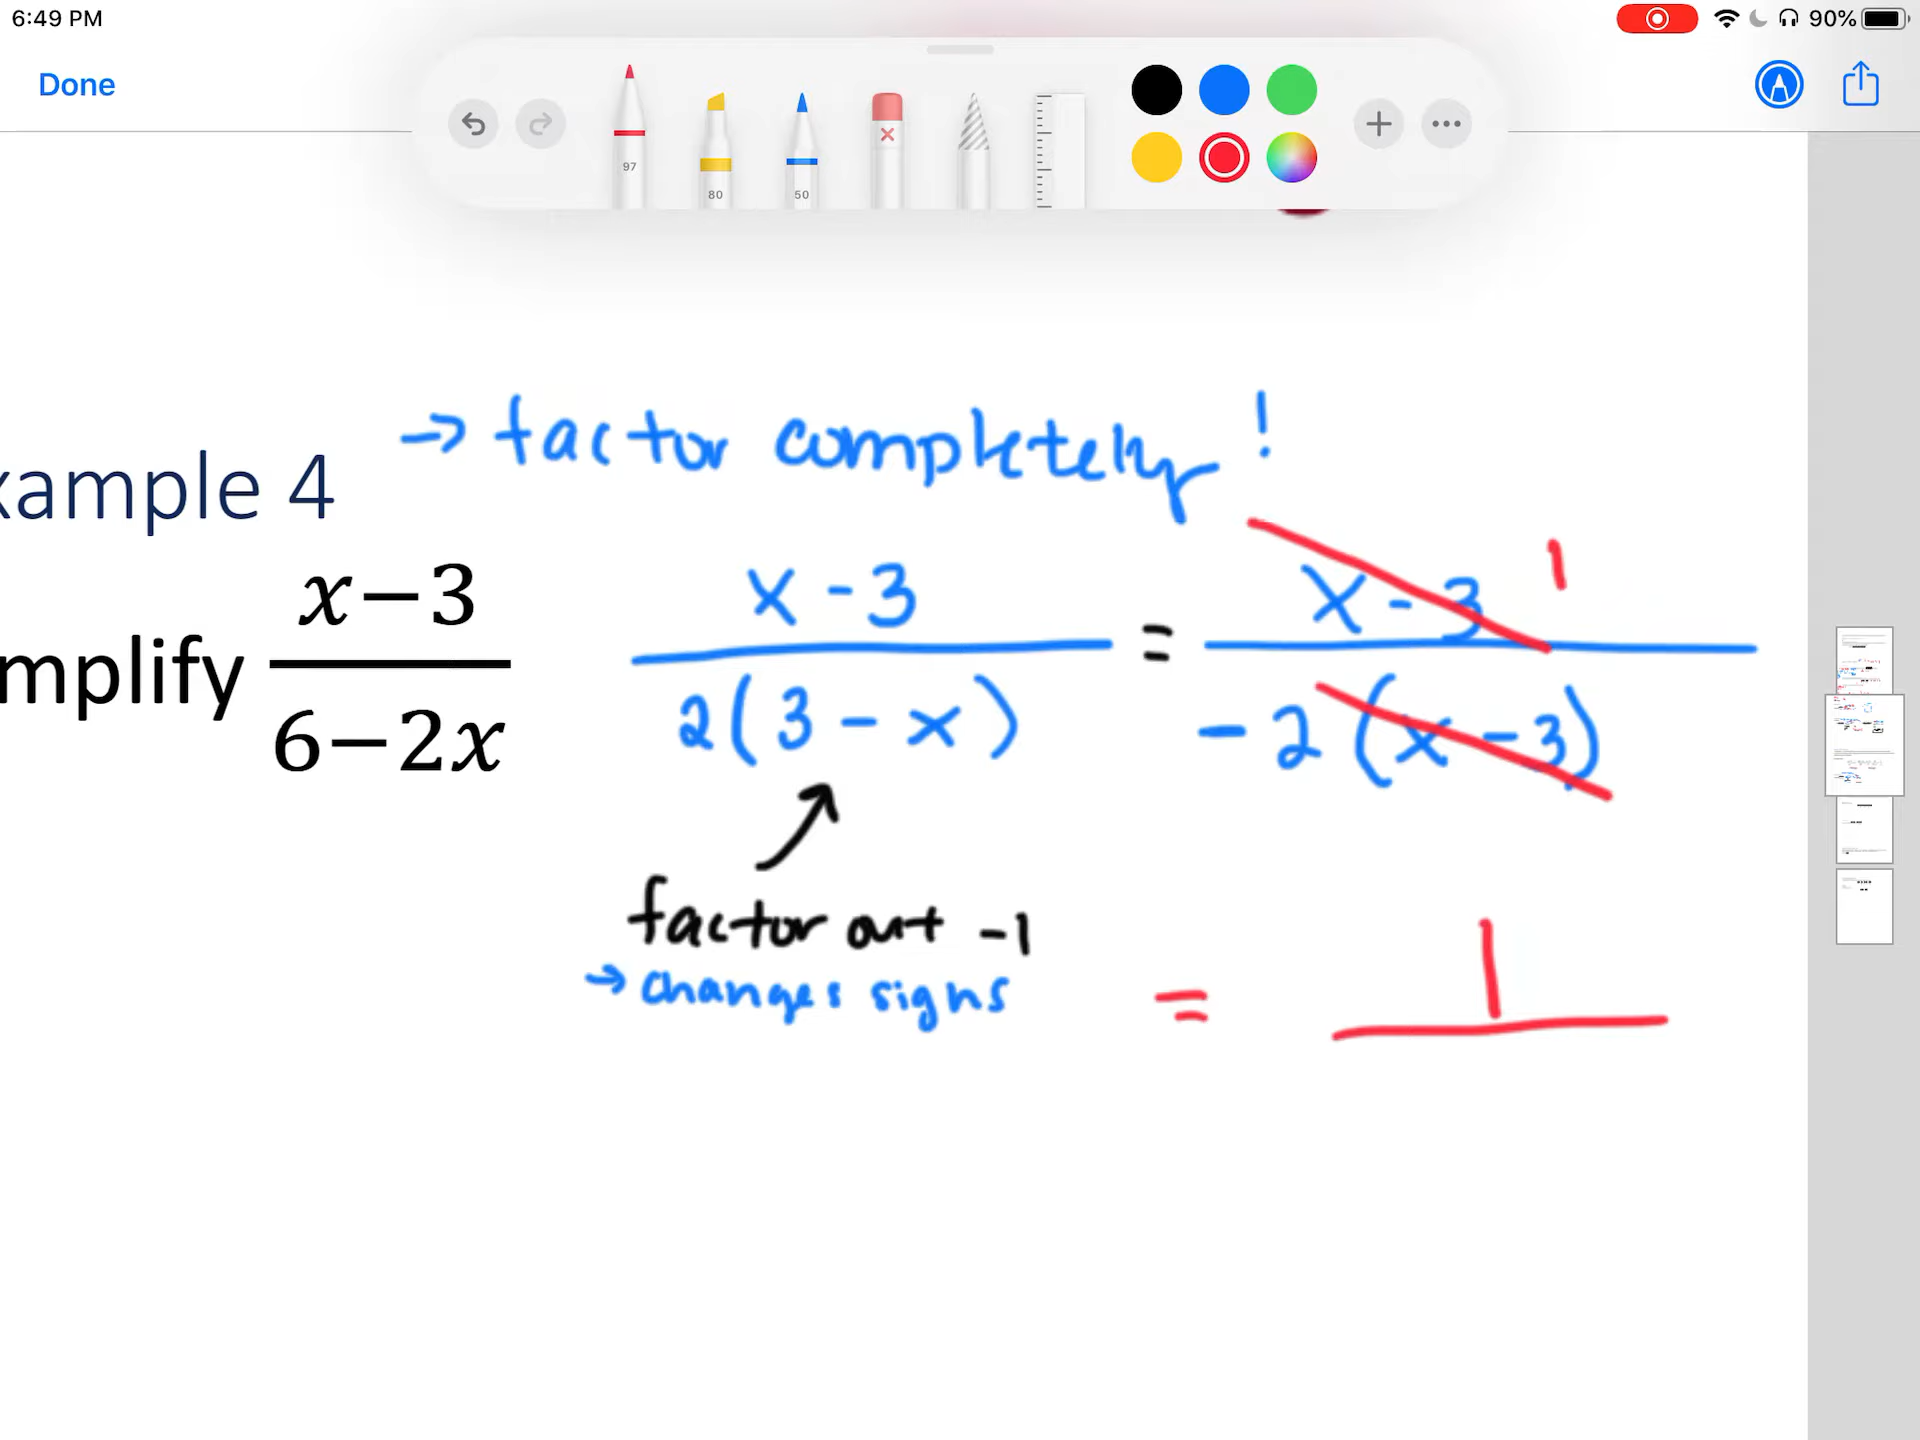 6:49 PM
90%
Done
97
80
50
→ factor completely!
xample 4
mplify x−3 / 6−2x
x - 3 / 2(3 - x) = x - 3 1 / -2(x - 3)
factor out -1
→ changes signs
= 1